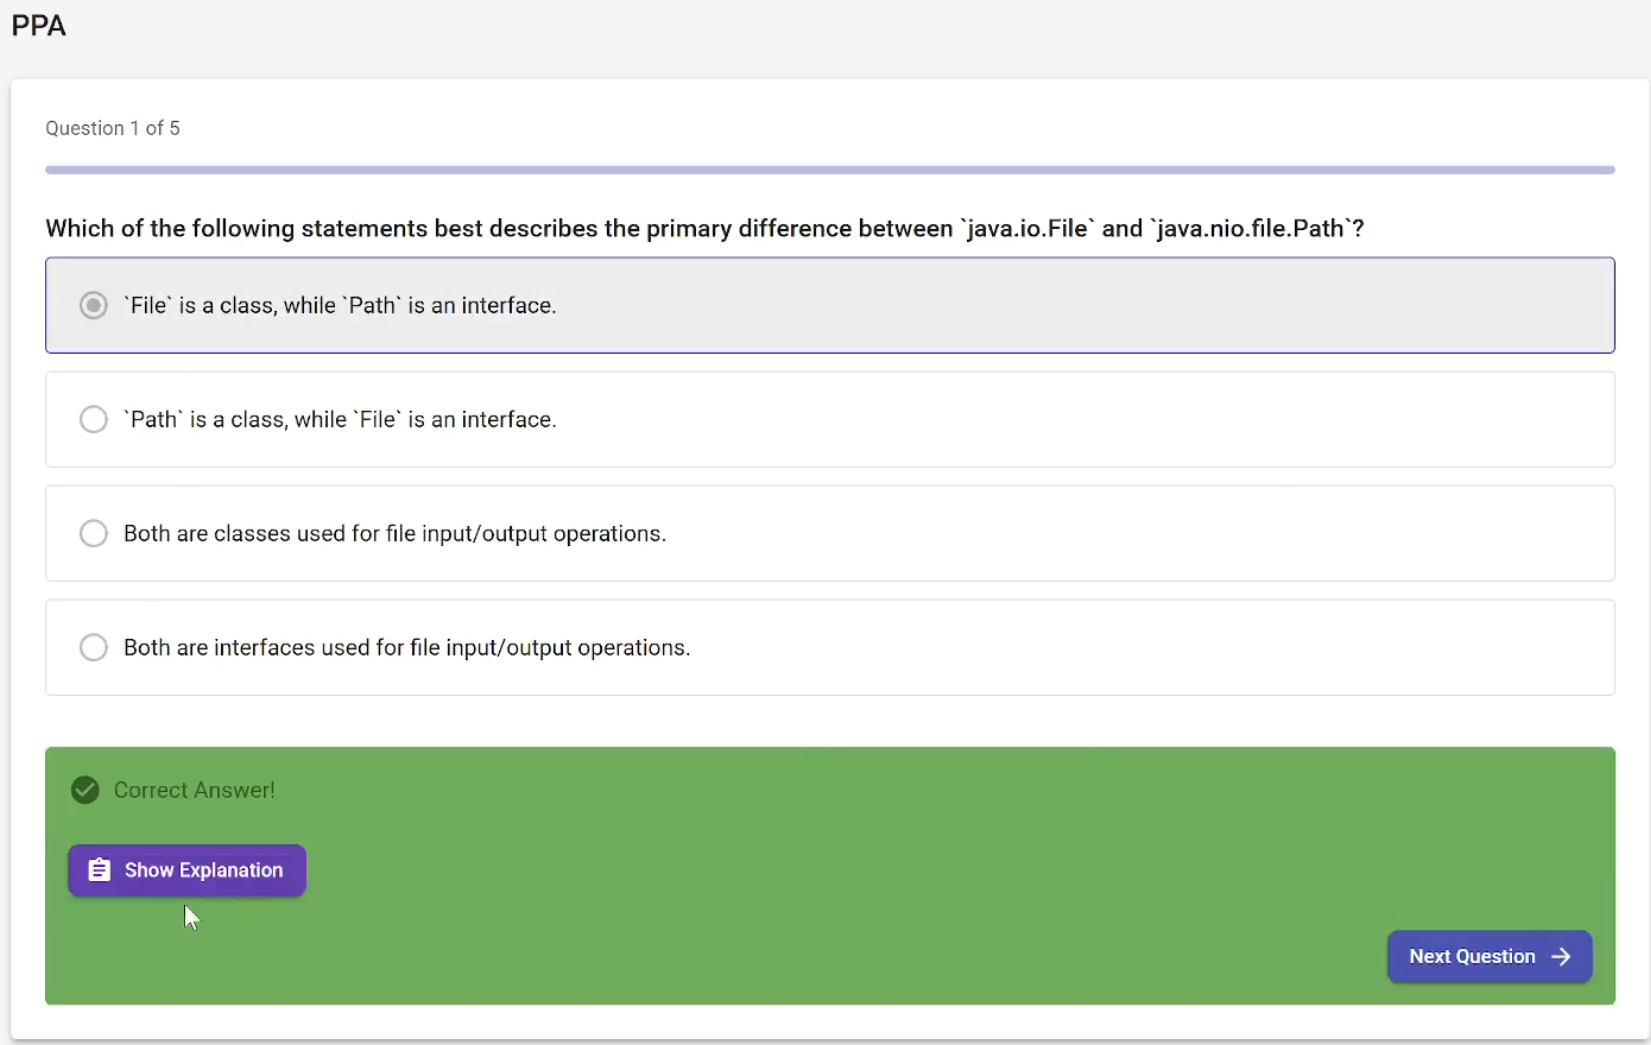 PPA
Question 1 of 5
Which of the following statements best describes the primary difference between `java.io.File` and `java.nio.file.Path`?
`File` is a class, while `Path` is an interface.
`Path` is a class, while `File` is an interface.
Both are classes used for file input/output operations.
Both are interfaces used for file input/output operations.
Correct Answer!
Show Explanation
Next Question →